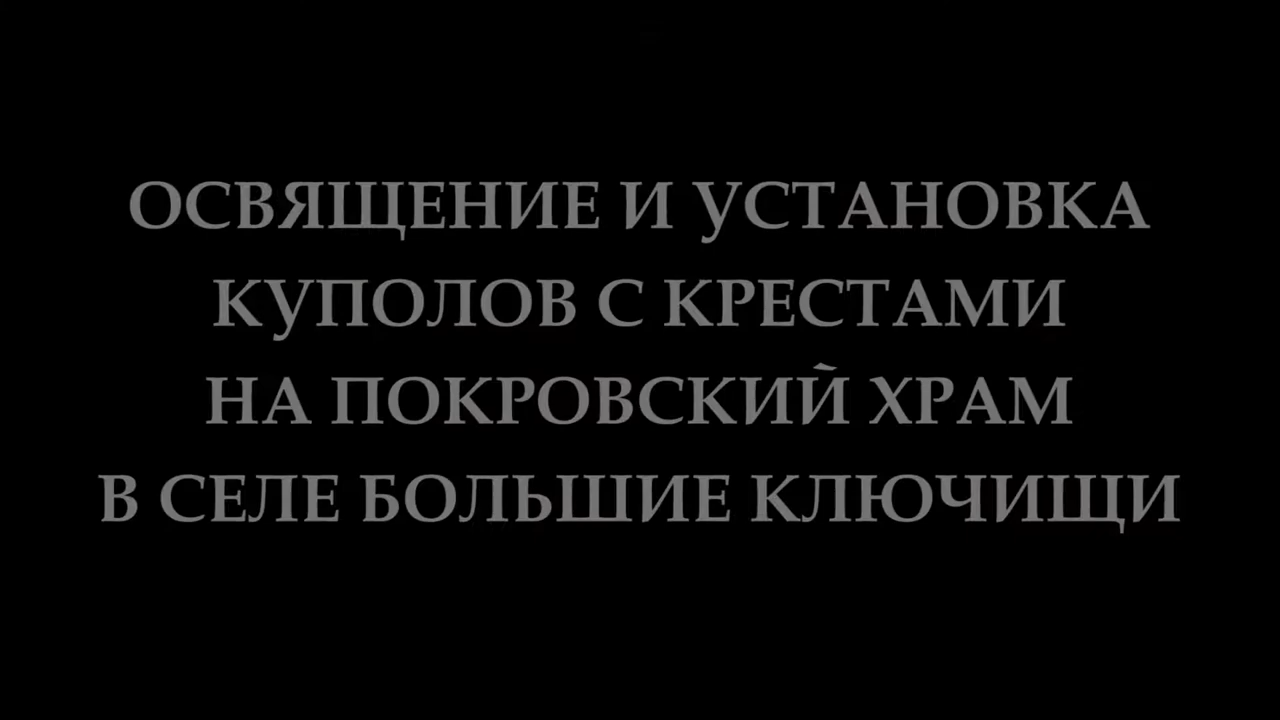 ОСВЯЩЕНИЕ И УСТАНОВКА
КУПОЛОВ С КРЕСТАМИ
НА ПОКРОВСКИЙ ХРАМ
В СЕЛЕ БОЛЬШИЕ КЛЮЧИЩИ